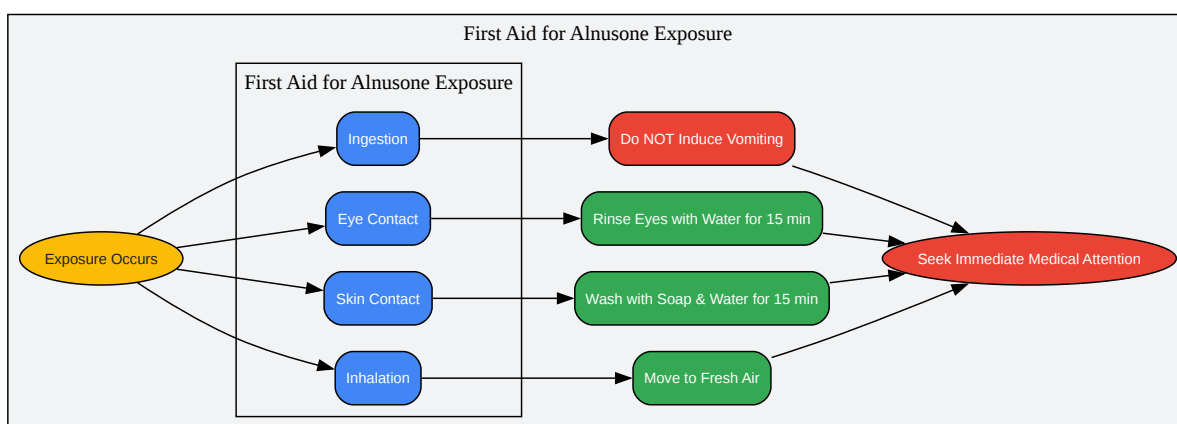 First Aid for Alnusone Exposure
First Aid for Alnusone Exposure
Exposure Occurs
Ingestion
Eye Contact
Skin Contact
Inhalation
Do NOT Induce Vomiting
Rinse Eyes with Water for 15 min
Wash with Soap & Water for 15 min
Move to Fresh Air
Seek Immediate Medical Attention